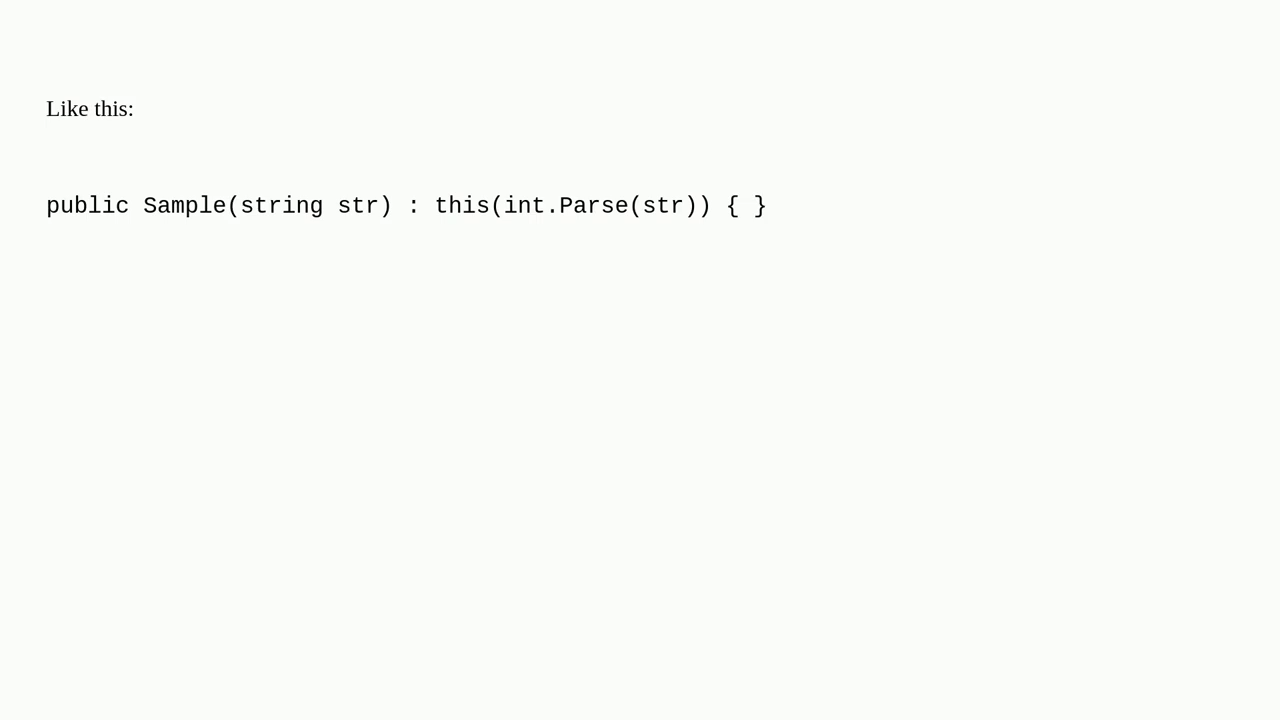 Like this:
public Sample(string str) : this(int.Parse(str)) { }